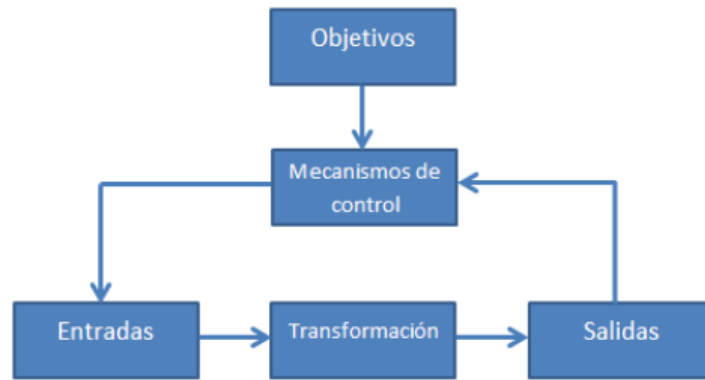 Objetivos
Mecanismos de
control
Entradas
Transformación
Salidas